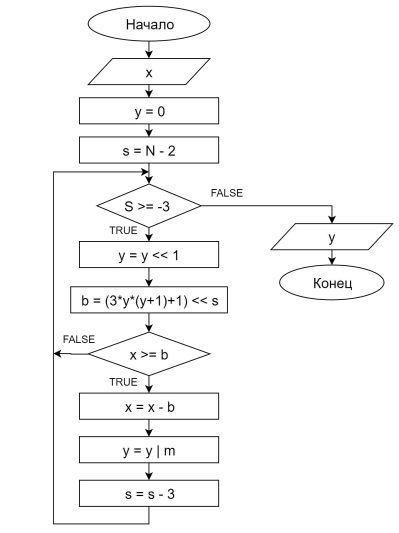 Начало
x
y = 0
s = N - 2
S >= -3
FALSE
TRUE
y
y = y << 1
Конец
b = (3*y*(y+1)+1) << s
FALSE
x >= b
TRUE
x = x - b
y = y | m
s = s - 3